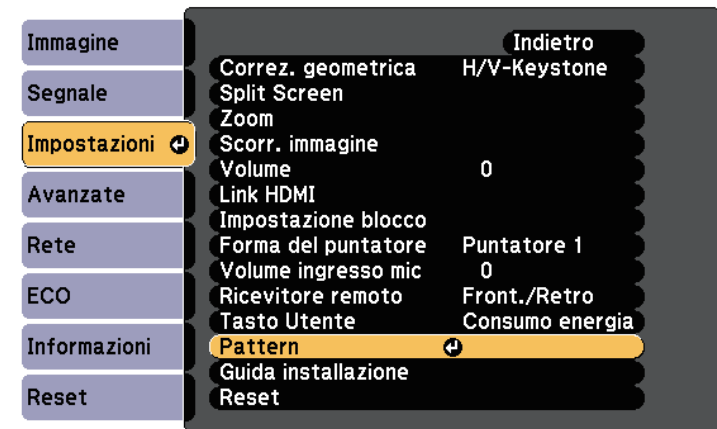 Immagine
Segnale
Impostazioni
Avanzate
Rete
ECO
Informazioni
Reset
Indietro
Correz. geometrica H/V-Keystone
Split Screen
Zoom
Scorr. immagine
Volume 0
Link HDMI
Impostazione blocco
Forma del puntatore Puntatore 1
Volume ingresso mic 0
Ricevitore remoto Front./Retro
Tasto Utente Consumo energia
Pattern
Guida installazione
Reset